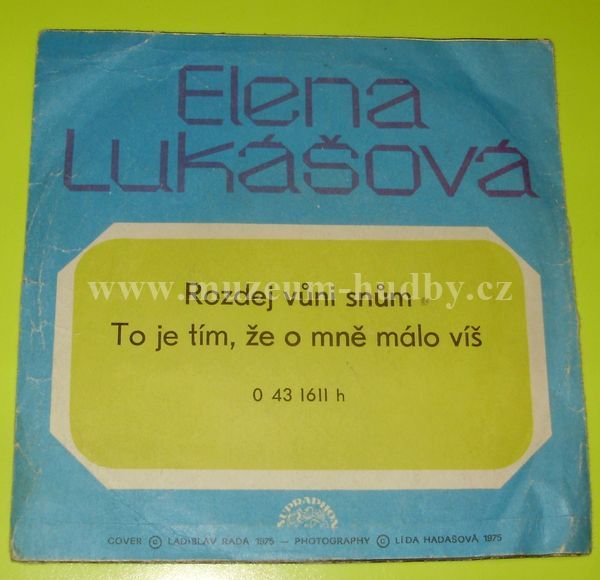 Elena
Lukášová
www.muzeum-hudby.cz
Rozdej vůni snům
To je tím, že o mně málo víš
0 43 1611 h
SUPRAPHON
COVER © LADISLAV RADA 1975 — PHOTOGRAPHY © LÍDA HADAŠOVÁ 1975